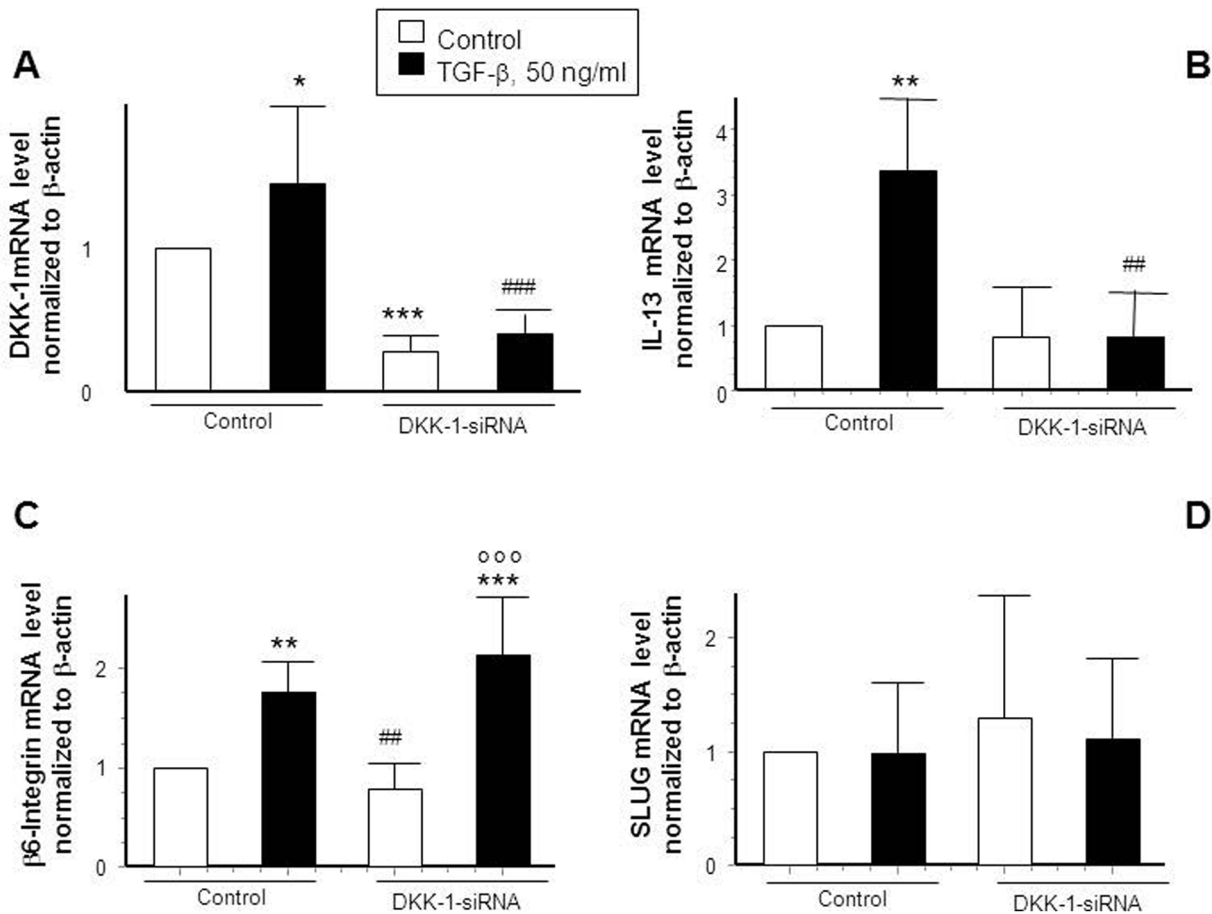 Control
TGF-β, 50 ng/ml
A
DKK-1mRNA level
normalized to β-actin
1
0
*
***
###
Control
DKK-1-siRNA
B
IL-13 mRNA level
normalized to β-actin
4
3
2
1
0
**
##
Control
DKK-1-siRNA
C
β6-Integrin mRNA level
normalized to β-actin
2
1
0
**
##
°°°
***
Control
DKK-1-siRNA
D
SLUG mRNA level
normalized to β-actin
2
1
0
Control
DKK-1-siRNA